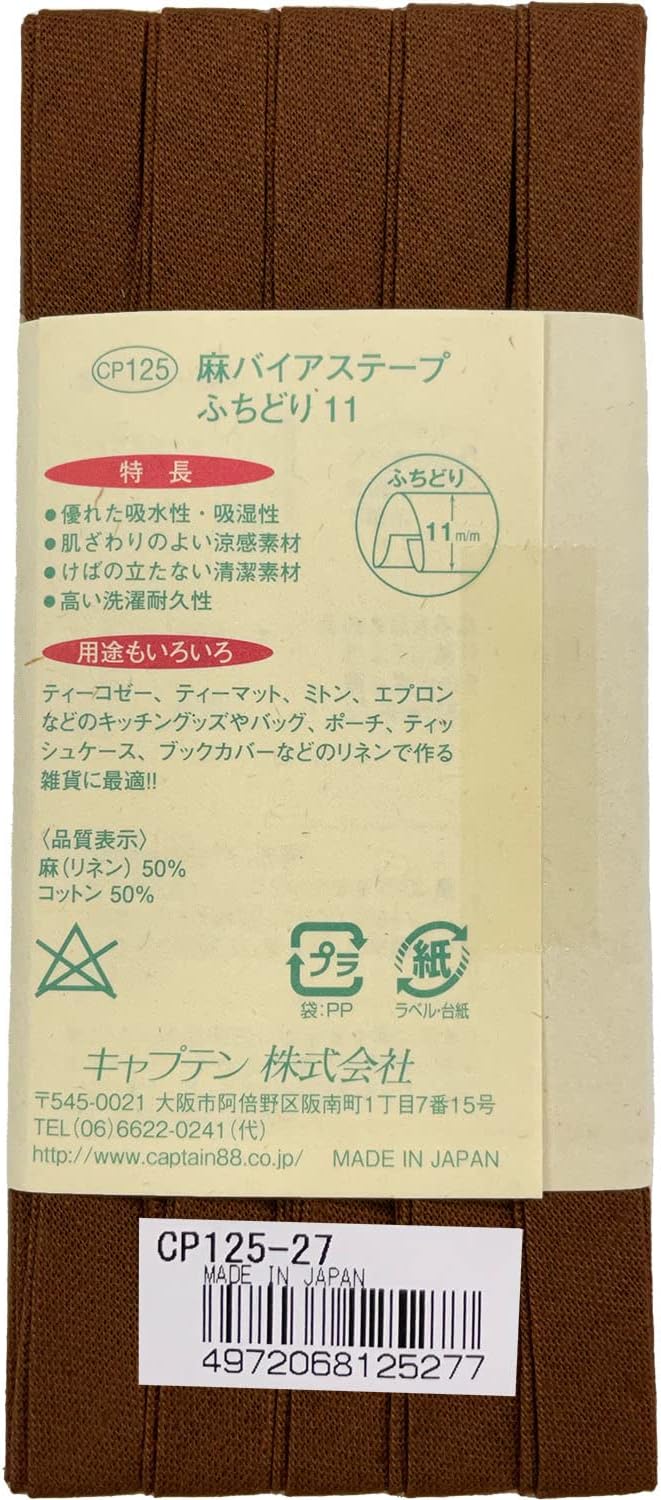 CP125 麻バイアステープ
ふちどり11
特長
●優れた吸水性・吸湿性
●肌ざわりのよい涼感素材
●けばの立たない清潔素材
●高い洗濯耐久性
ふちどり
11m/m
用途もいろいろ
ティーコゼー、ティーマット、ミトン、エプロン
などのキッチングッズやバッグ、ポーチ、ティッ
シュケース、ブックカバーなどのリネンで作る
雑貨に最適!!
〈品質表示〉
麻(リネン) 50%
コットン 50%
プラ
袋:PP
紙
ラベル・台紙
キャプテン 株式会社
〒545-0021 大阪市阿倍野区阪南町1丁目7番15号
TEL(06)6622-0241(代)
http://www.captain88.co.jp/ MADE IN JAPAN
CP125-27
MADE IN JAPAN
4972068125277